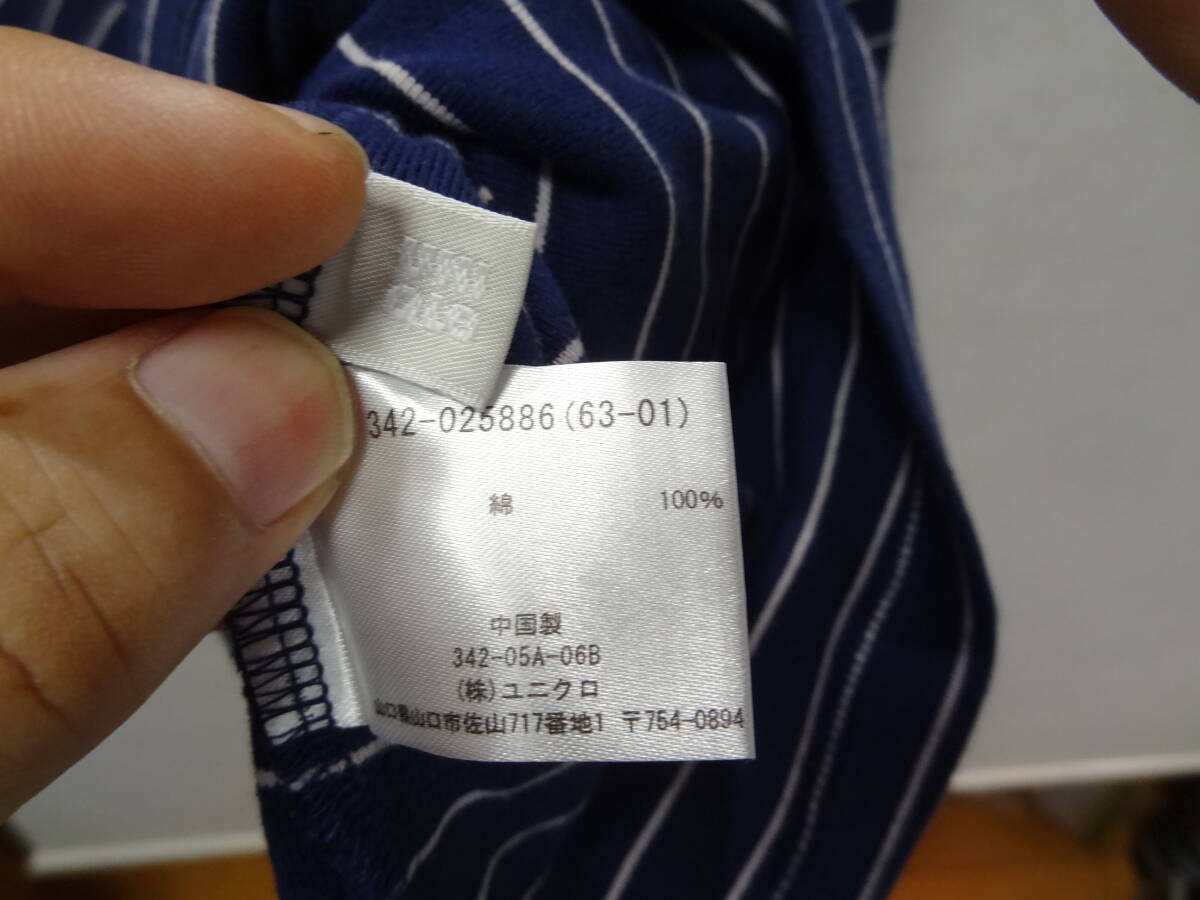 342-025886(63-01)
綿 100%
中国製
342-05A-06B
(株)ユニクロ
山口県山口市佐山717番地1 〒754-0894